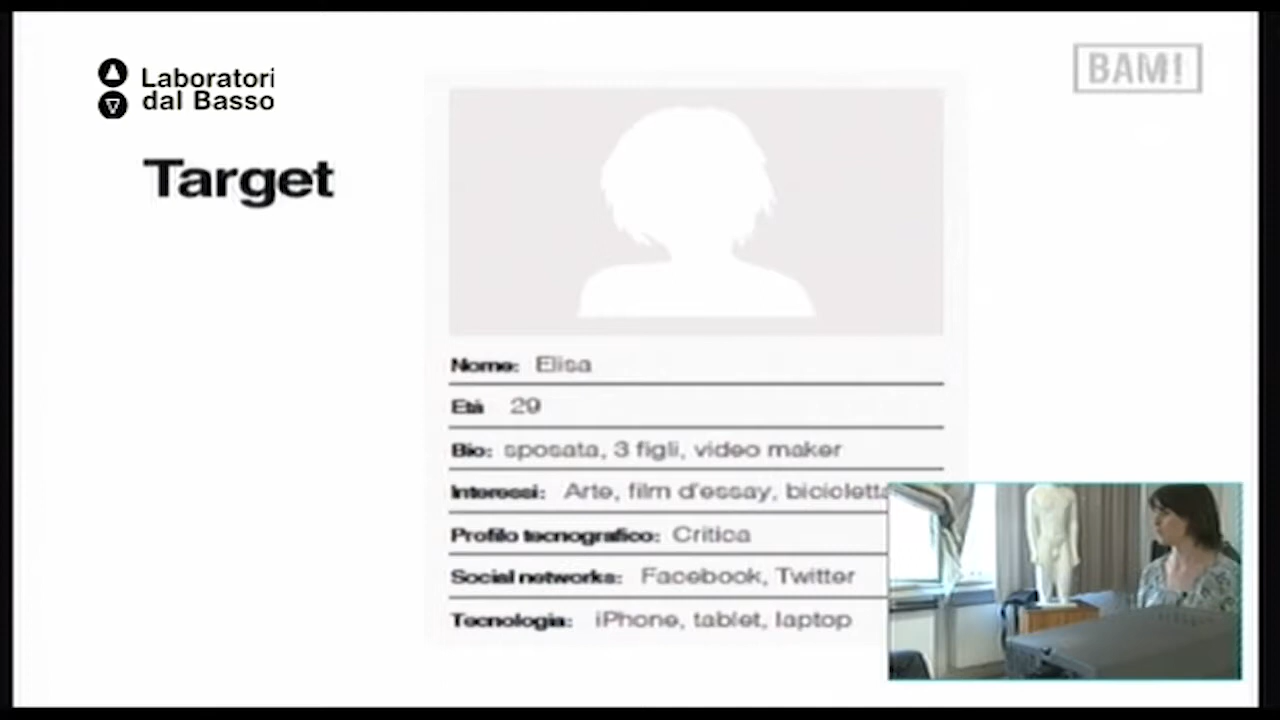 Laboratori
dal Basso
BAM!
Target
Nome: Elisa
Età 29
Bio: sposata, 3 figli, video maker
Interessi: Arte, film d'essay, bicicletta
Profilo tecnografico: Critica
Social networks: Facebook, Twitter
Tecnologia: iPhone, tablet, laptop